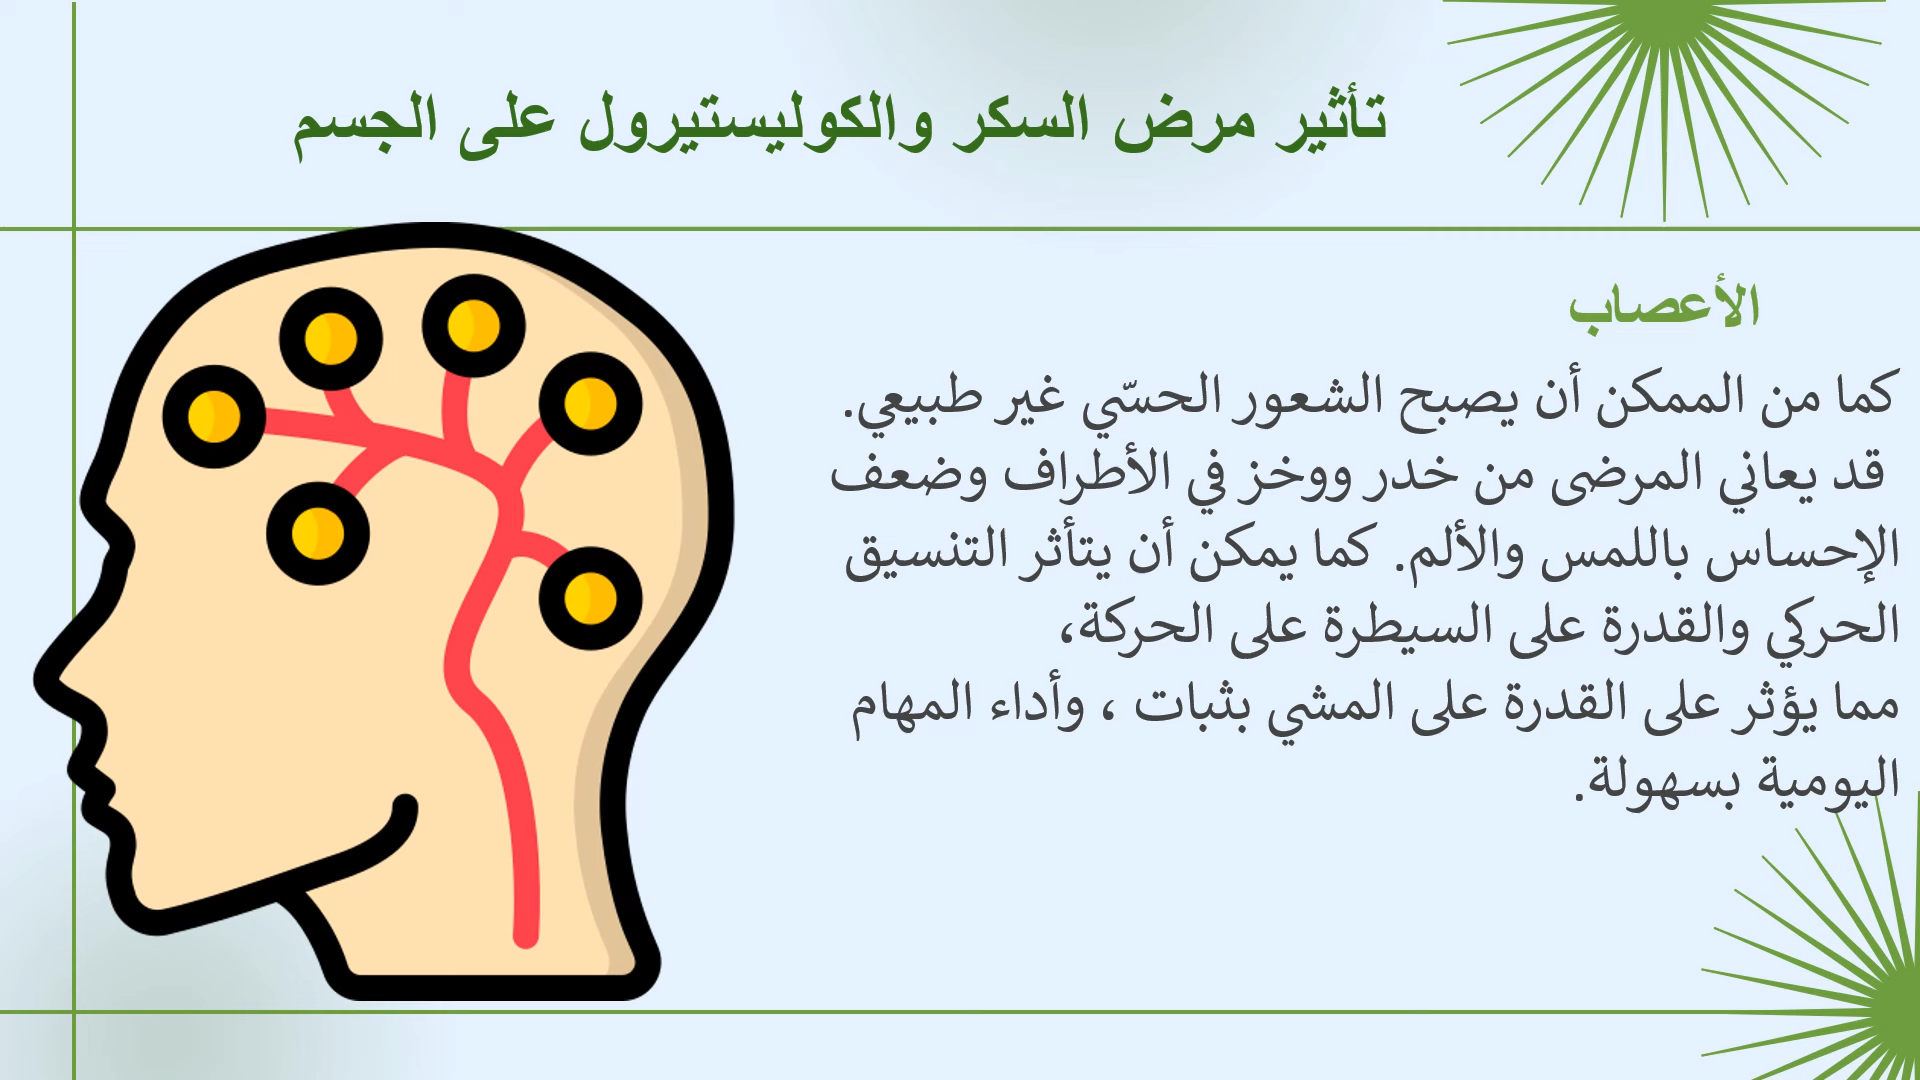 تأثير مرض السكر والكوليستيرول على الجسم
الأعصاب
كما من الممكن أن يصبح الشعور الحسّي غير طبيعي.
قد يعاني المرضى من خدر ووخز في الأطراف وضعف
الإحساس باللمس والألم. كما يمكن أن يتأثر التنسيق
الحركي والقدرة على السيطرة على الحركة،
مما يؤثر على القدرة على المشي بثبات ، وأداء المهام
اليومية بسهولة.